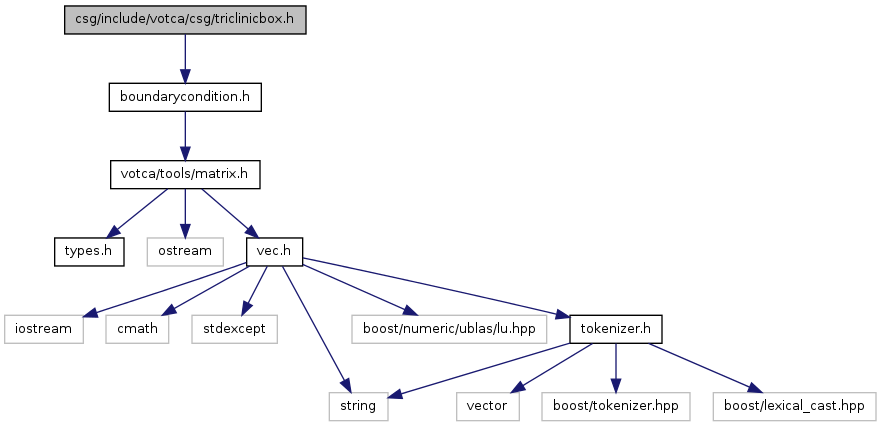 csg/include/votca/csg/triclinicbox.h
boundarycondition.h
votca/tools/matrix.h
types.h
ostream
vec.h
iostream
cmath
stdexcept
boost/numeric/ublas/lu.hpp
tokenizer.h
string
vector
boost/tokenizer.hpp
boost/lexical_cast.hpp